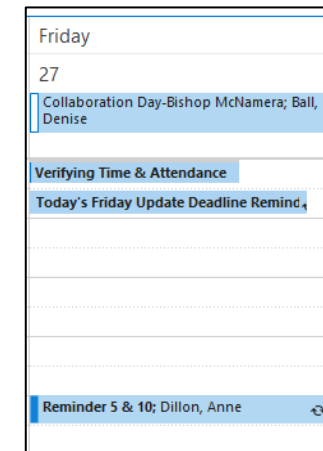 Friday
27
Collaboration Day-Bishop McNamera; Ball,
Denise
Verifying Time & Attendance
Today's Friday Update Deadline Remind
Reminder 5 & 10; Dillon, Anne